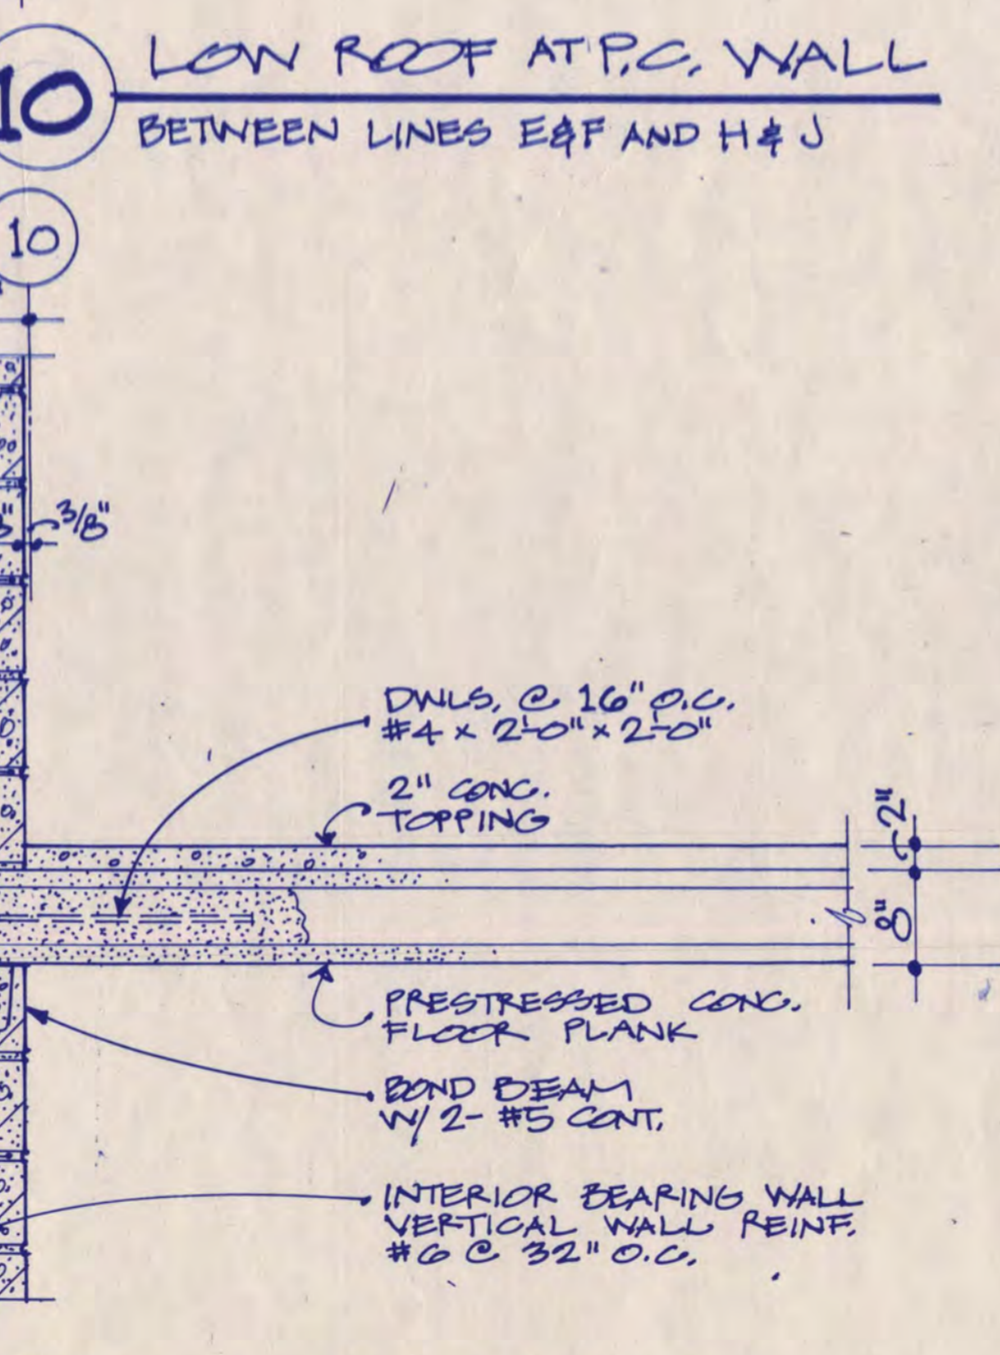 10
LOW ROOF AT P.C. WALL
BETWEEN LINES E&F AND H & J
10
3/8"
DWLS. @ 16" O.C.
#4 x 2'-0" x 2'-0"
2" CONC.
TOPPING
2"
8"
PRESTRESSED CONC.
FLOOR PLANK
BOND BEAM
W/ 2- #5 CONT.
INTERIOR BEARING WALL
VERTICAL WALL REINF.
#6 @ 32" O.C.